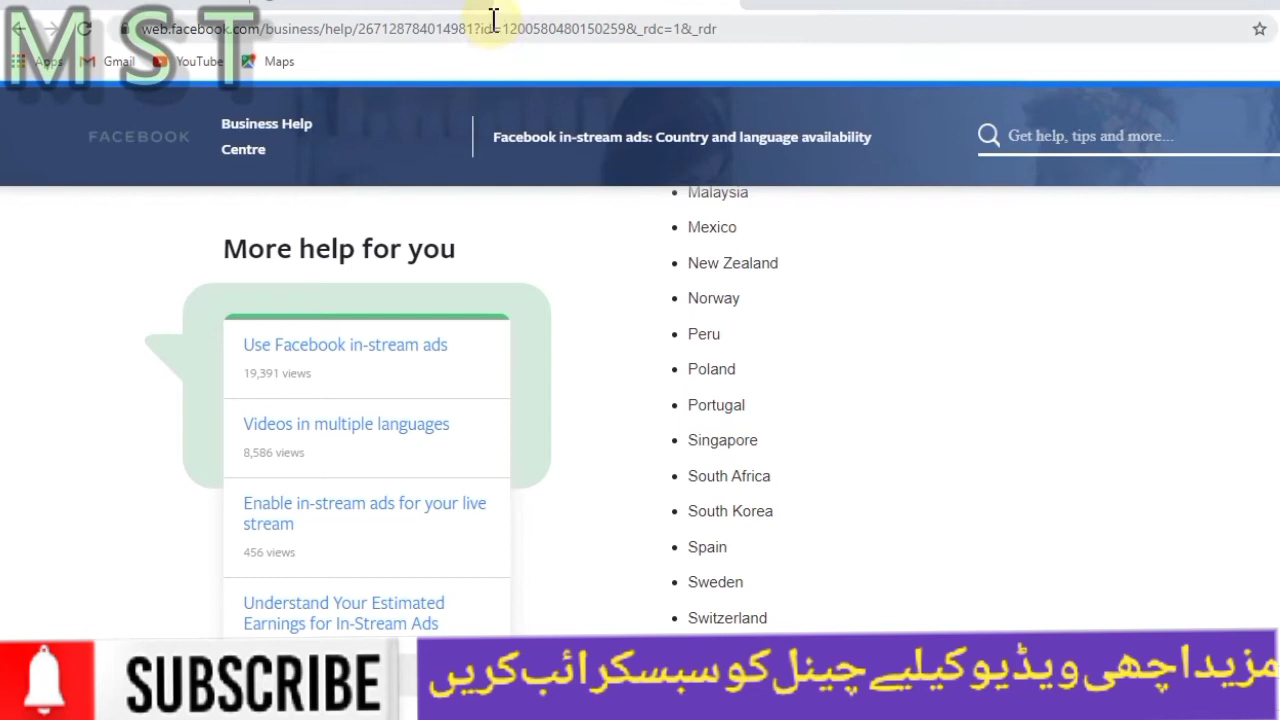 MST
web.facebook.com/business/help/267128784014981?id=1200580480150259&_rdc=1&_rdr
Apps Gmail YouTube Maps
FACEBOOK
Business Help
Centre
Facebook in-stream ads: Country and language availability
Get help, tips and more...
More help for you
Use Facebook in-stream ads
19,391 views
Videos in multiple languages
8,586 views
Enable in-stream ads for your live
stream
456 views
Understand Your Estimated
Earnings for In-Stream Ads
Malaysia
Mexico
New Zealand
Norway
Peru
Poland
Portugal
Singapore
South Africa
South Korea
Spain
Sweden
Switzerland
SUBSCRIBE
مزید اچھی ویڈیو کیلیے چینل کو سبسکرائب کریں